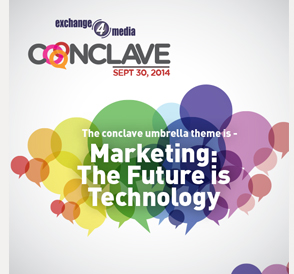 exchange4media
CONCLAVE
SEPT 30, 2014
The conclave umbrella theme is -
Marketing:
The Future is
Technology